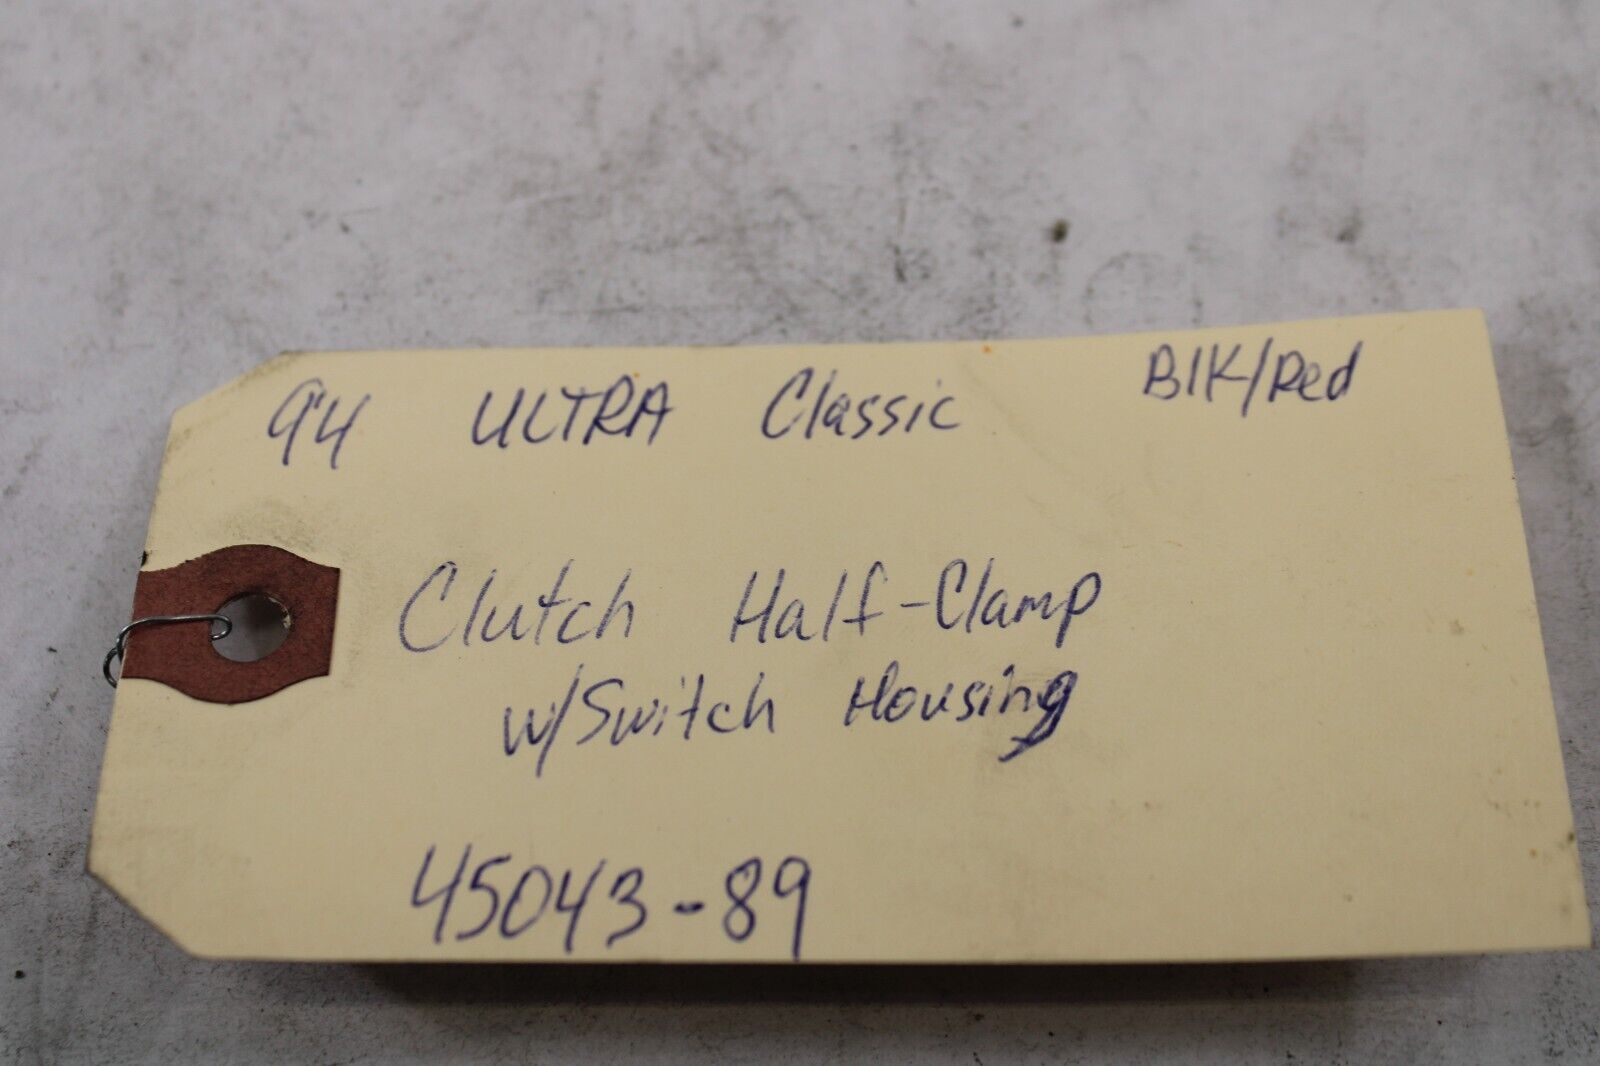 94 ULTRA Classic Blk/Red
Clutch Half-Clamp
w/Switch Housing
45043-89